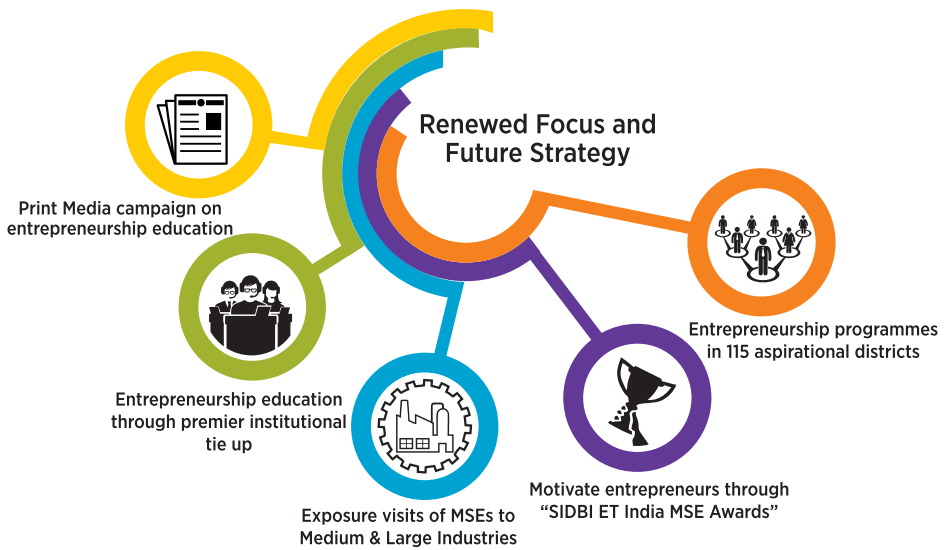 Renewed Focus and
Future Strategy
Print Media campaign on
entrepreneurship education
Entrepreneurship education
through premier institutional
tie up
Exposure visits of MSEs to
Medium & Large Industries
Motivate entrepreneurs through
“SIDBI ET India MSE Awards”
Entrepreneurship programmes
in 115 aspirational districts